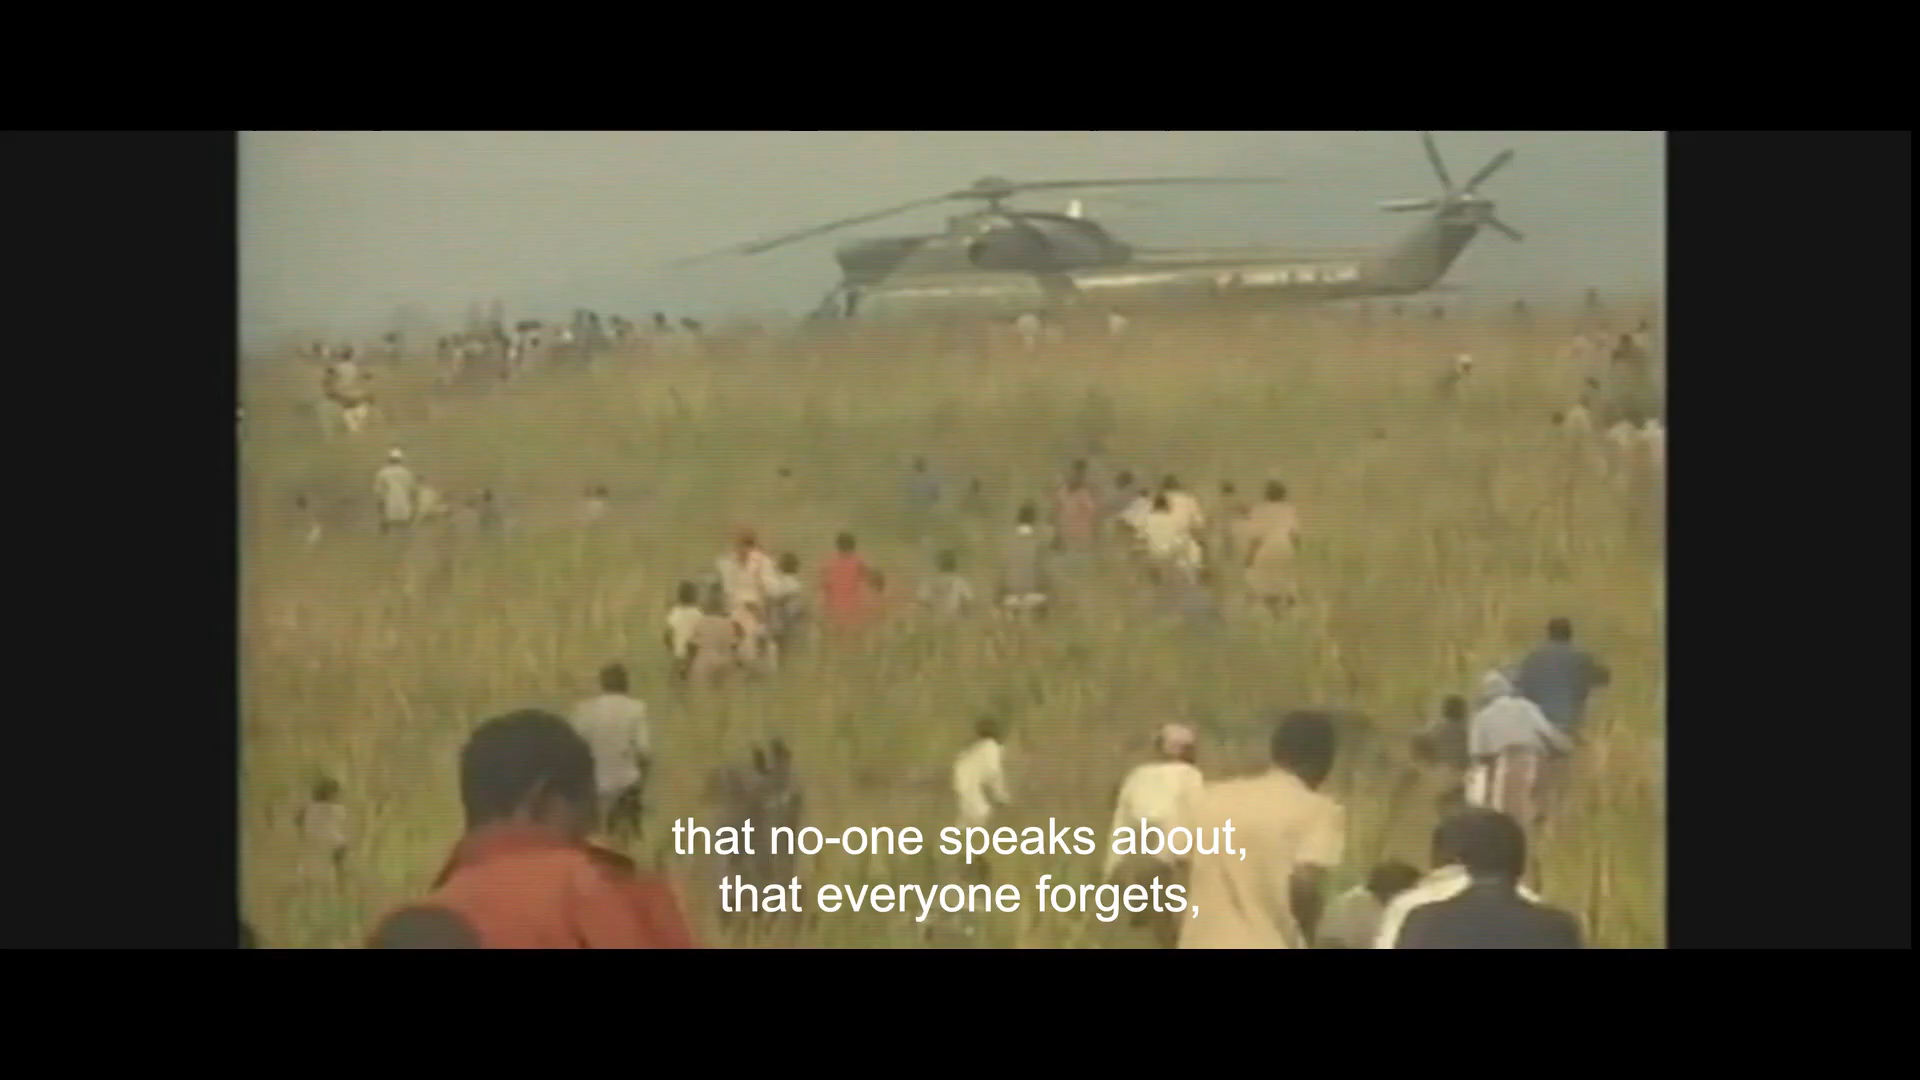 that no-one speaks about,
that everyone forgets,